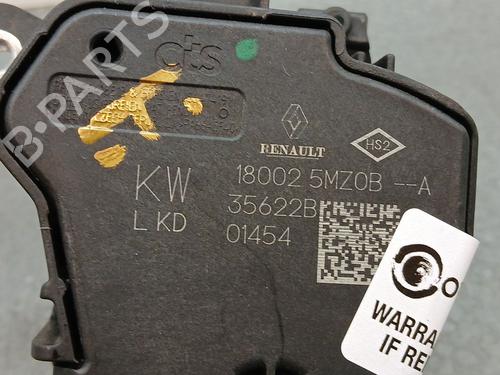 cts
RENAULT
HS2
KW
18002 5MZ0B --A
L KD
35622B
01454
WARRA
IF RE
B-PARTS